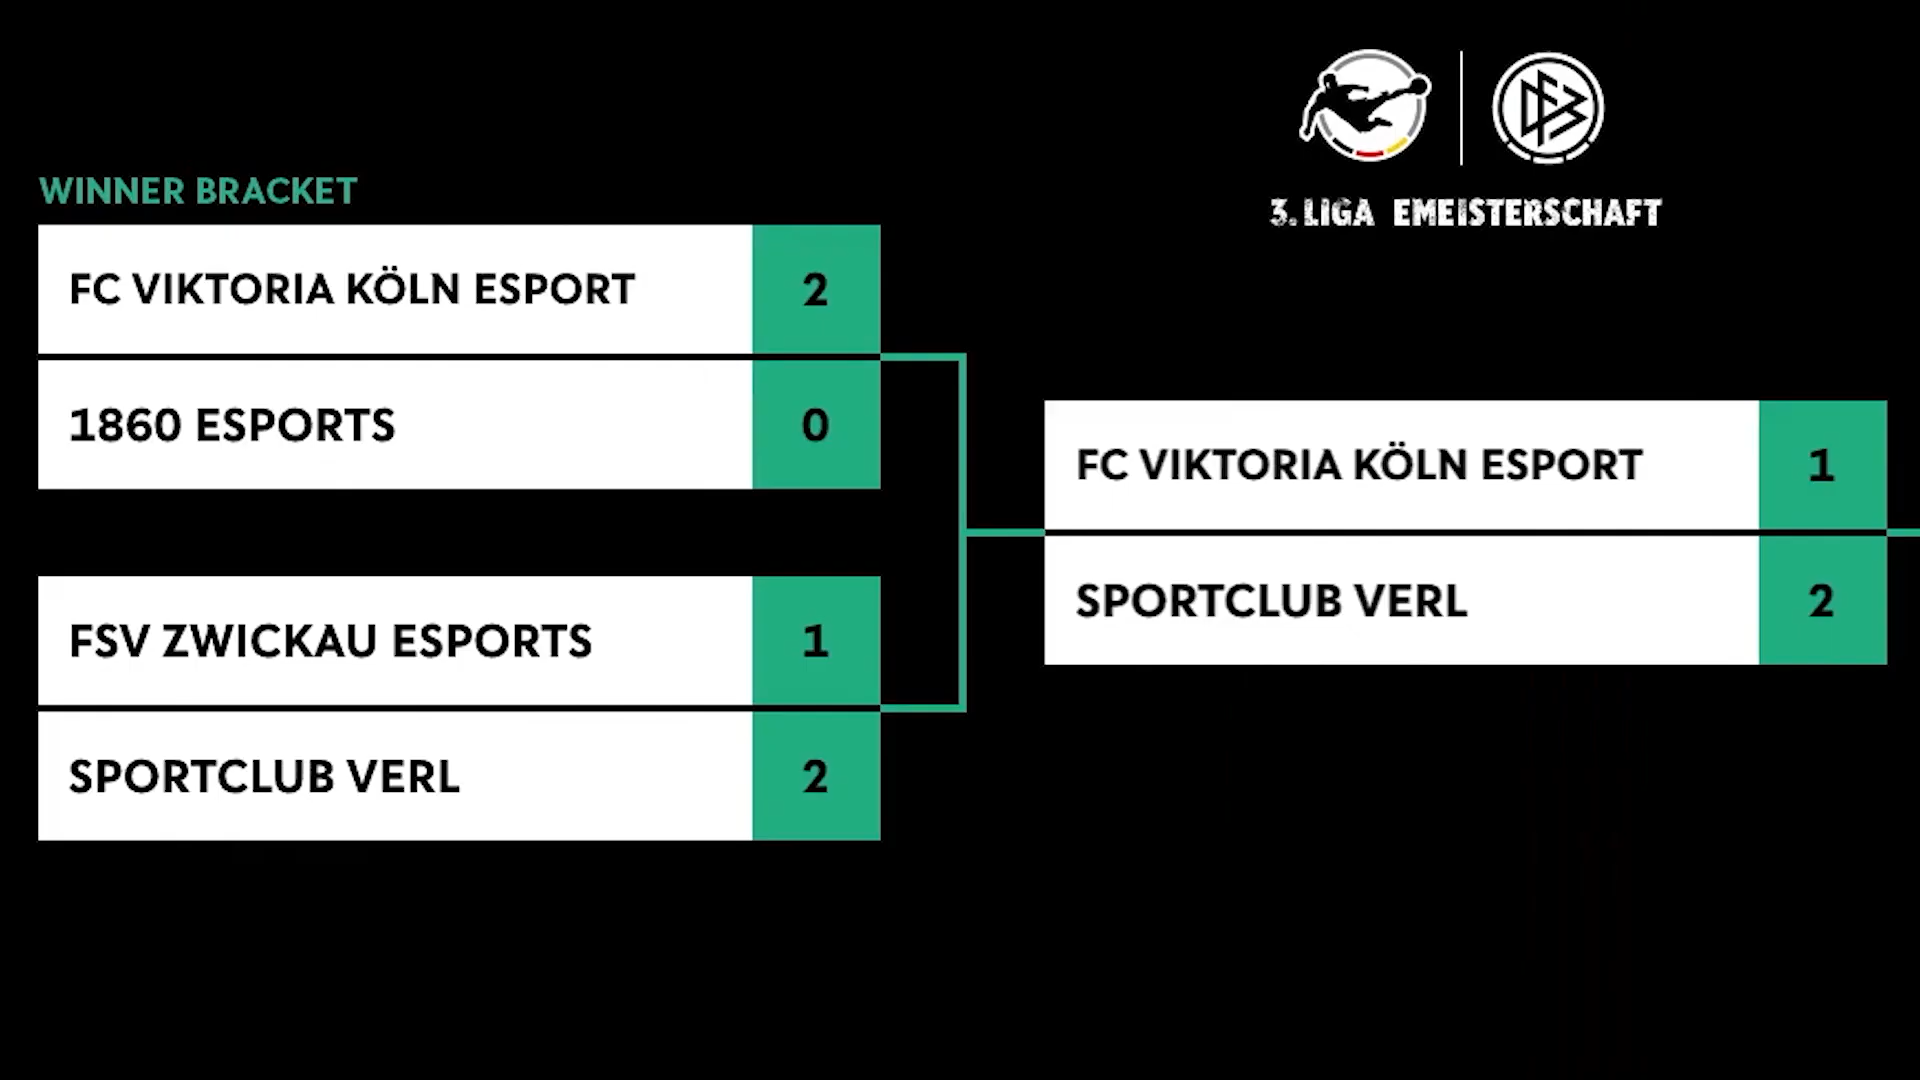 3. LIGA EMEISTERSCHAFT
WINNER BRACKET
FC VIKTORIA KÖLN ESPORT 2
1860 ESPORTS 0
FSV ZWICKAU ESPORTS 1
SPORTCLUB VERL 2
FC VIKTORIA KÖLN ESPORT 1
SPORTCLUB VERL 2
DFB